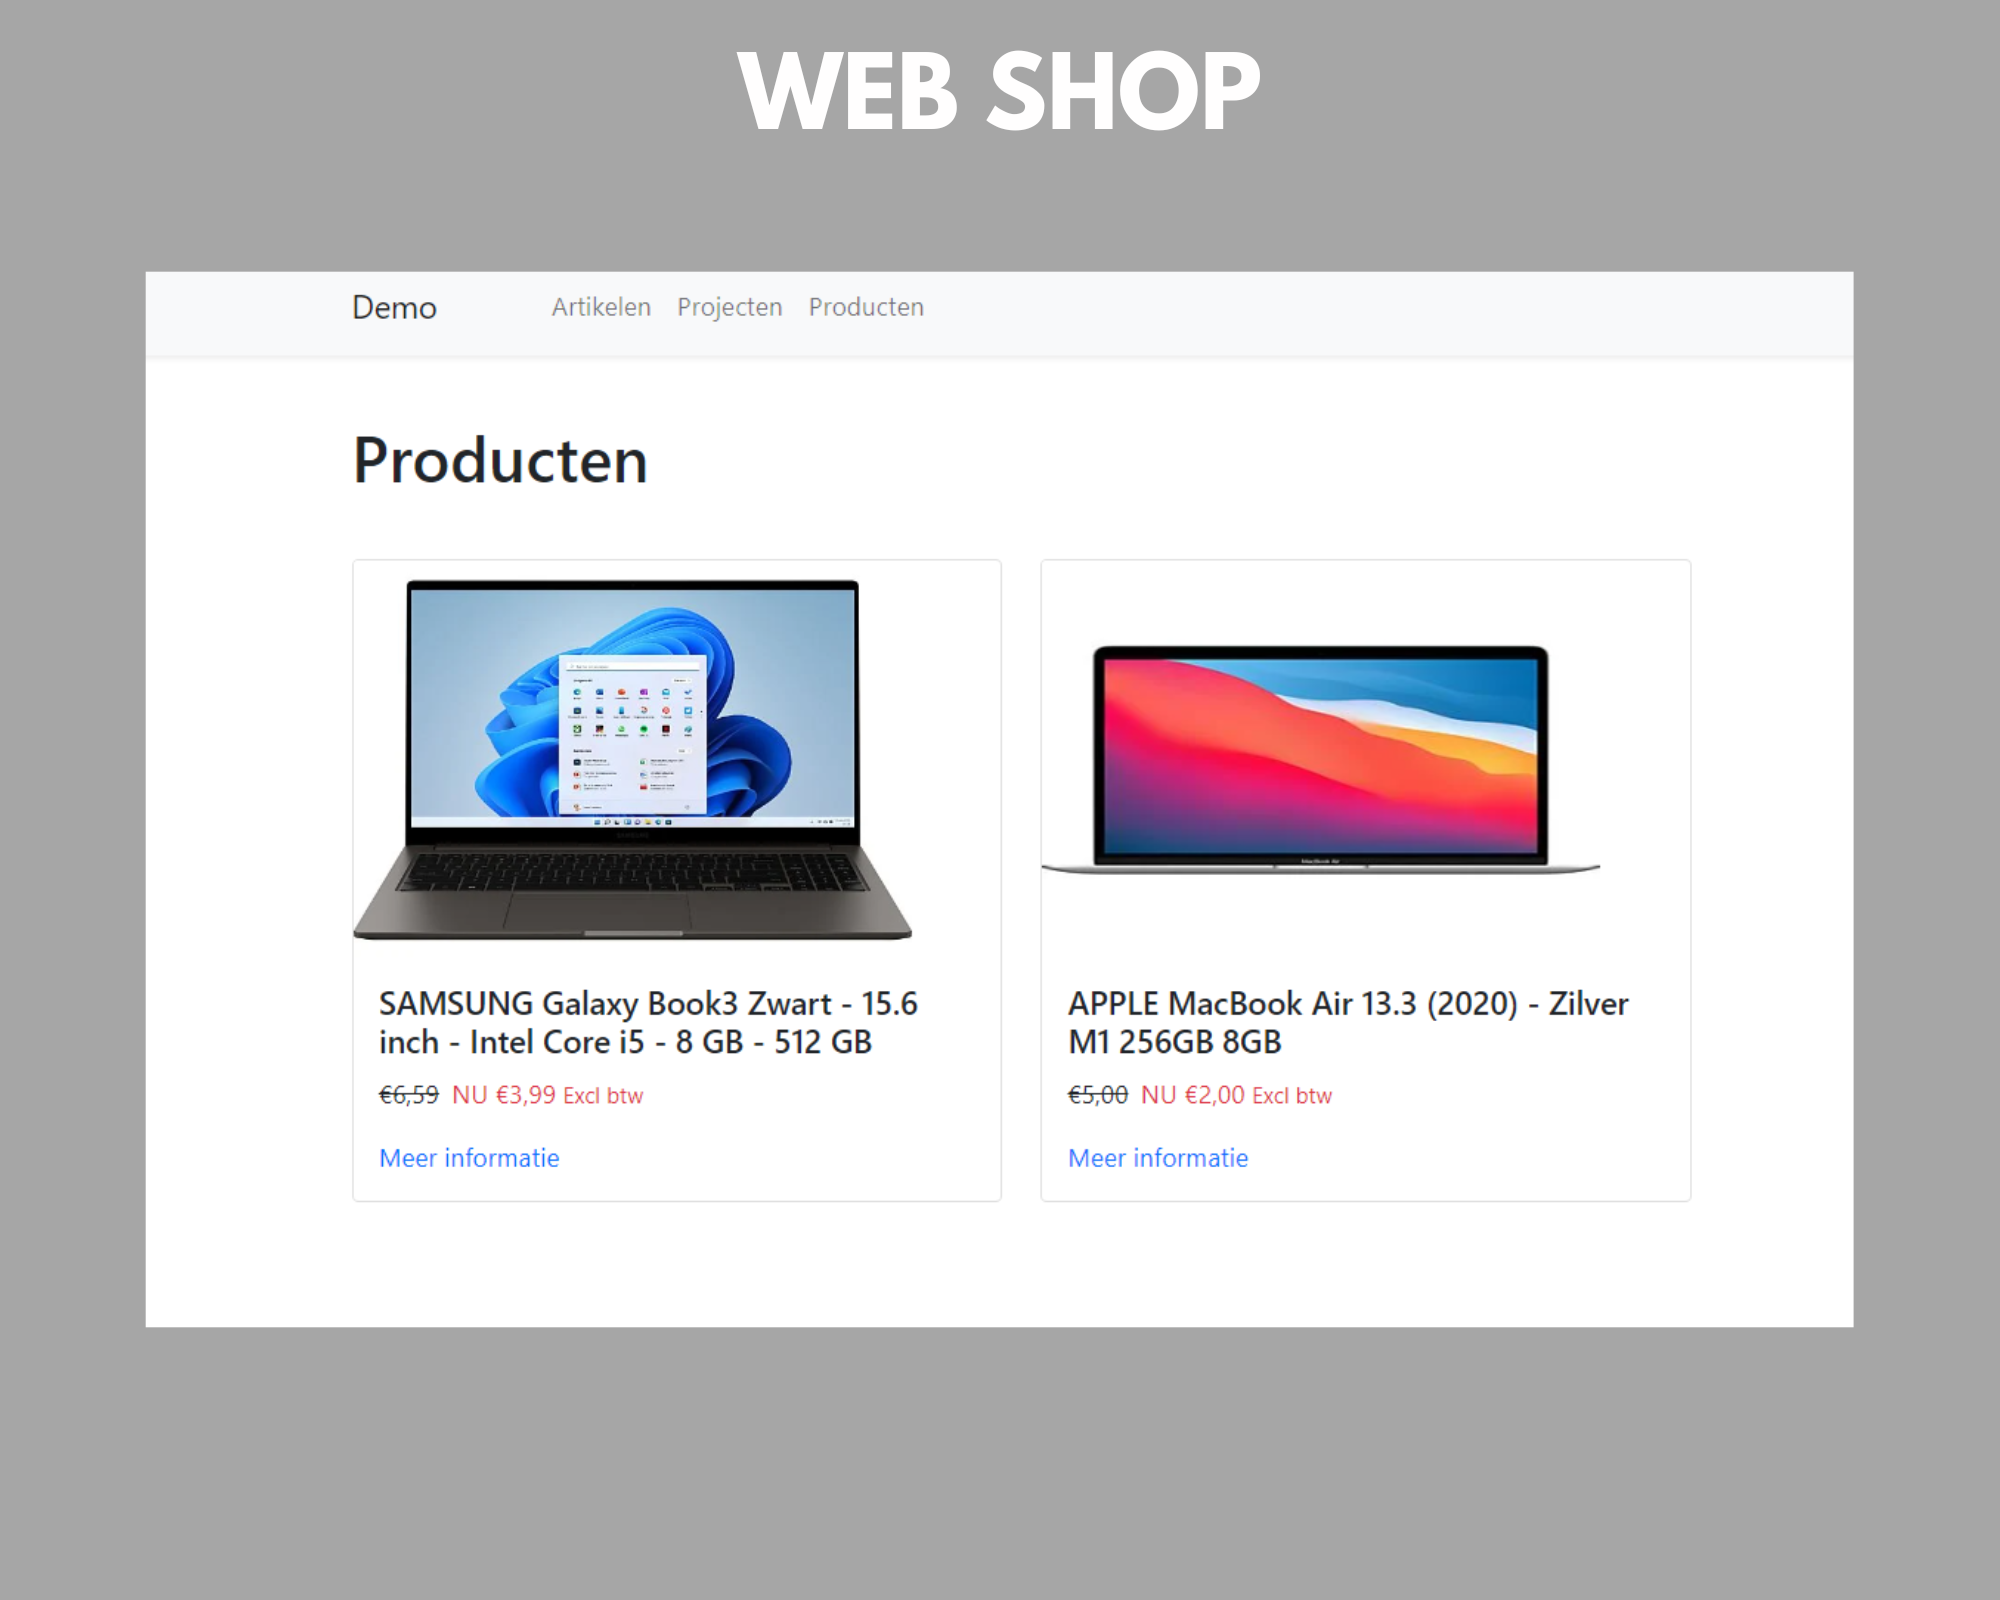 WEB SHOP
Demo
Artikelen Projecten Producten
Producten
SAMSUNG Galaxy Book3 Zwart - 15.6
inch - Intel Core i5 - 8 GB - 512 GB
€6,59 NU €3,99 Excl btw
Meer informatie
MacBook Air
APPLE MacBook Air 13.3 (2020) - Zilver
M1 256GB 8GB
€5,00 NU €2,00 Excl btw
Meer informatie